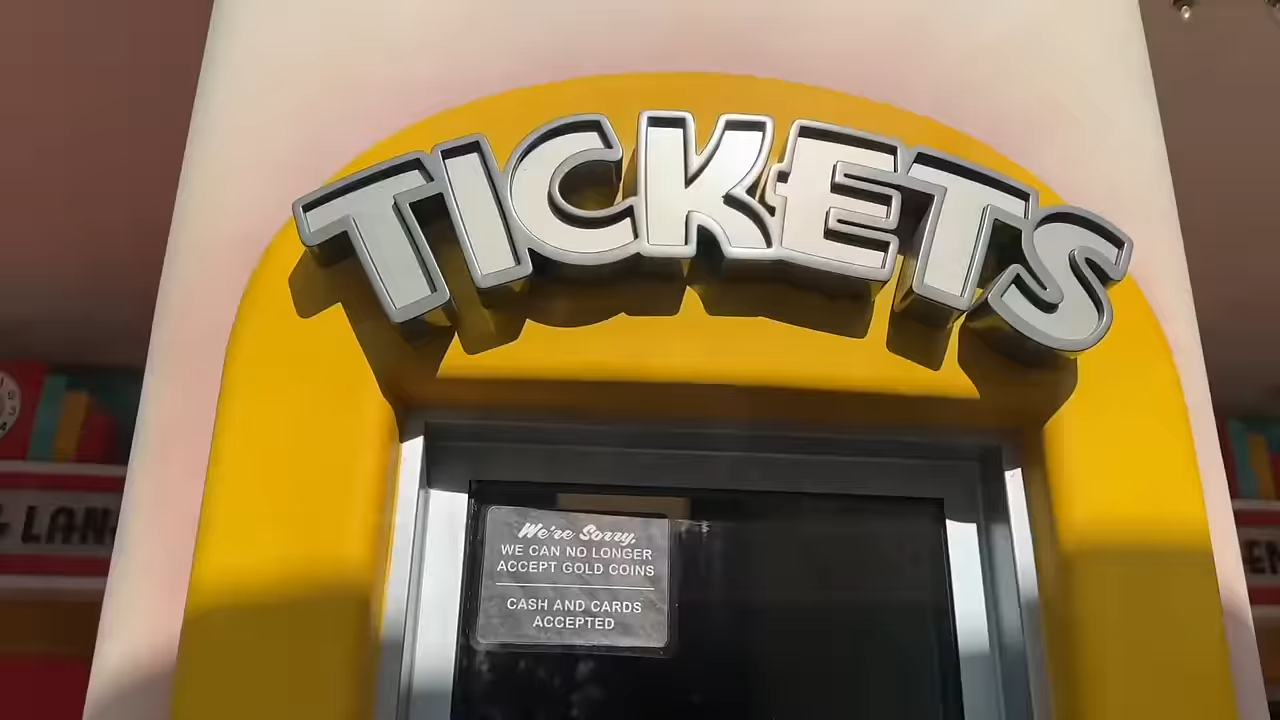 TICKETS
We're Sorry,
WE CAN NO LONGER
ACCEPT GOLD COINS
CASH AND CARDS
ACCEPTED